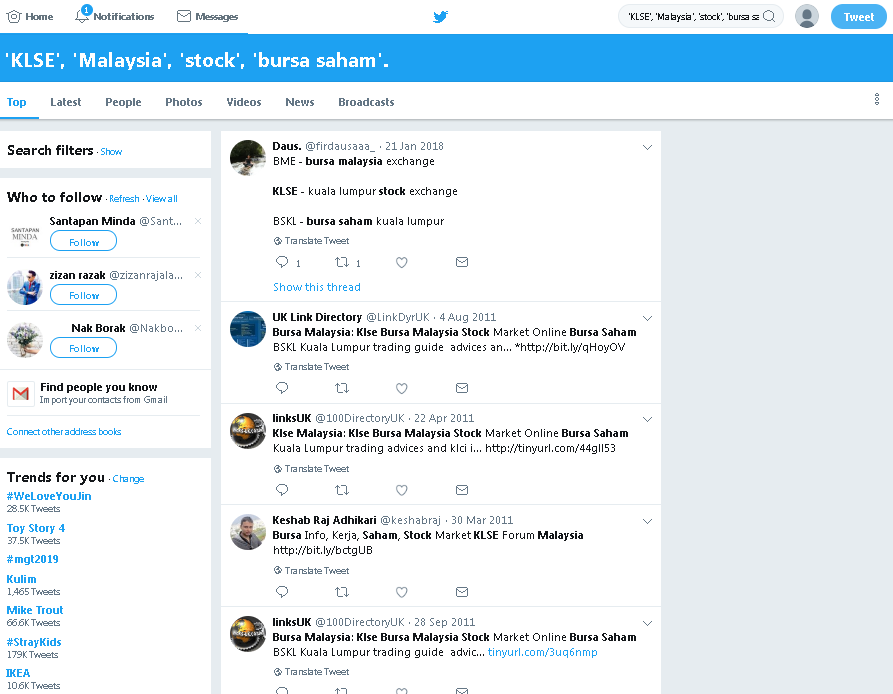 Home
1
Notifications
Messages
'KLSE', 'Malaysia', 'stock', 'bursa sa
Tweet
'KLSE', 'Malaysia', 'stock', 'bursa saham'.
Top
Latest
People
Photos
Videos
News
Broadcasts
Search filters · Show
Who to follow · Refresh · View all
Santapan Minda @Sant...
SANTAPAN
MINDA
Follow
zizan razak @zizanrajala...
Follow
Nak Borak @Nakbo...
Follow
Find people you know
Import your contacts from Gmail
Connect other address books
Trends for you · Change
#WeLoveYouJin
28.5K Tweets
Toy Story 4
37.5K Tweets
#mgt2019
Kulim
1,465 Tweets
Mike Trout
66.6K Tweets
#StrayKids
179K Tweets
IKEA
10.6K Tweets
Daus. @firdausaaa_ · 21 Jan 2018
BME - bursa malaysia exchange
KLSE - kuala lumpur stock exchange
BSKL - bursa saham kuala lumpur
Translate Tweet
1
1
Show this thread
UK Link Directory @LinkDyrUK · 4 Aug 2011
Bursa Malaysia: Klse Bursa Malaysia Stock Market Online Bursa Saham
BSKL Kuala Lumpur trading guide advices an... *http://bit.ly/qHoyOV
Translate Tweet
linksUK @100DirectoryUK · 22 Apr 2011
Klse Malaysia: Klse Bursa Malaysia Stock Market Online Bursa Saham
Kuala Lumpur trading advices and klci i... http://tinyurl.com/44gll53
Translate Tweet
Keshab Raj Adhikari @keshabraj · 30 Mar 2011
Bursa Info, Kerja, Saham, Stock Market KLSE Forum Malaysia
http://bit.ly/bctgUB
Translate Tweet
linksUK @100DirectoryUK · 28 Sep 2011
Bursa Malaysia: Klse Bursa Malaysia Stock Market Online Bursa Saham
BSKL Kuala Lumpur trading guide advic... tinyurl.com/3uq6nmp
Translate Tweet